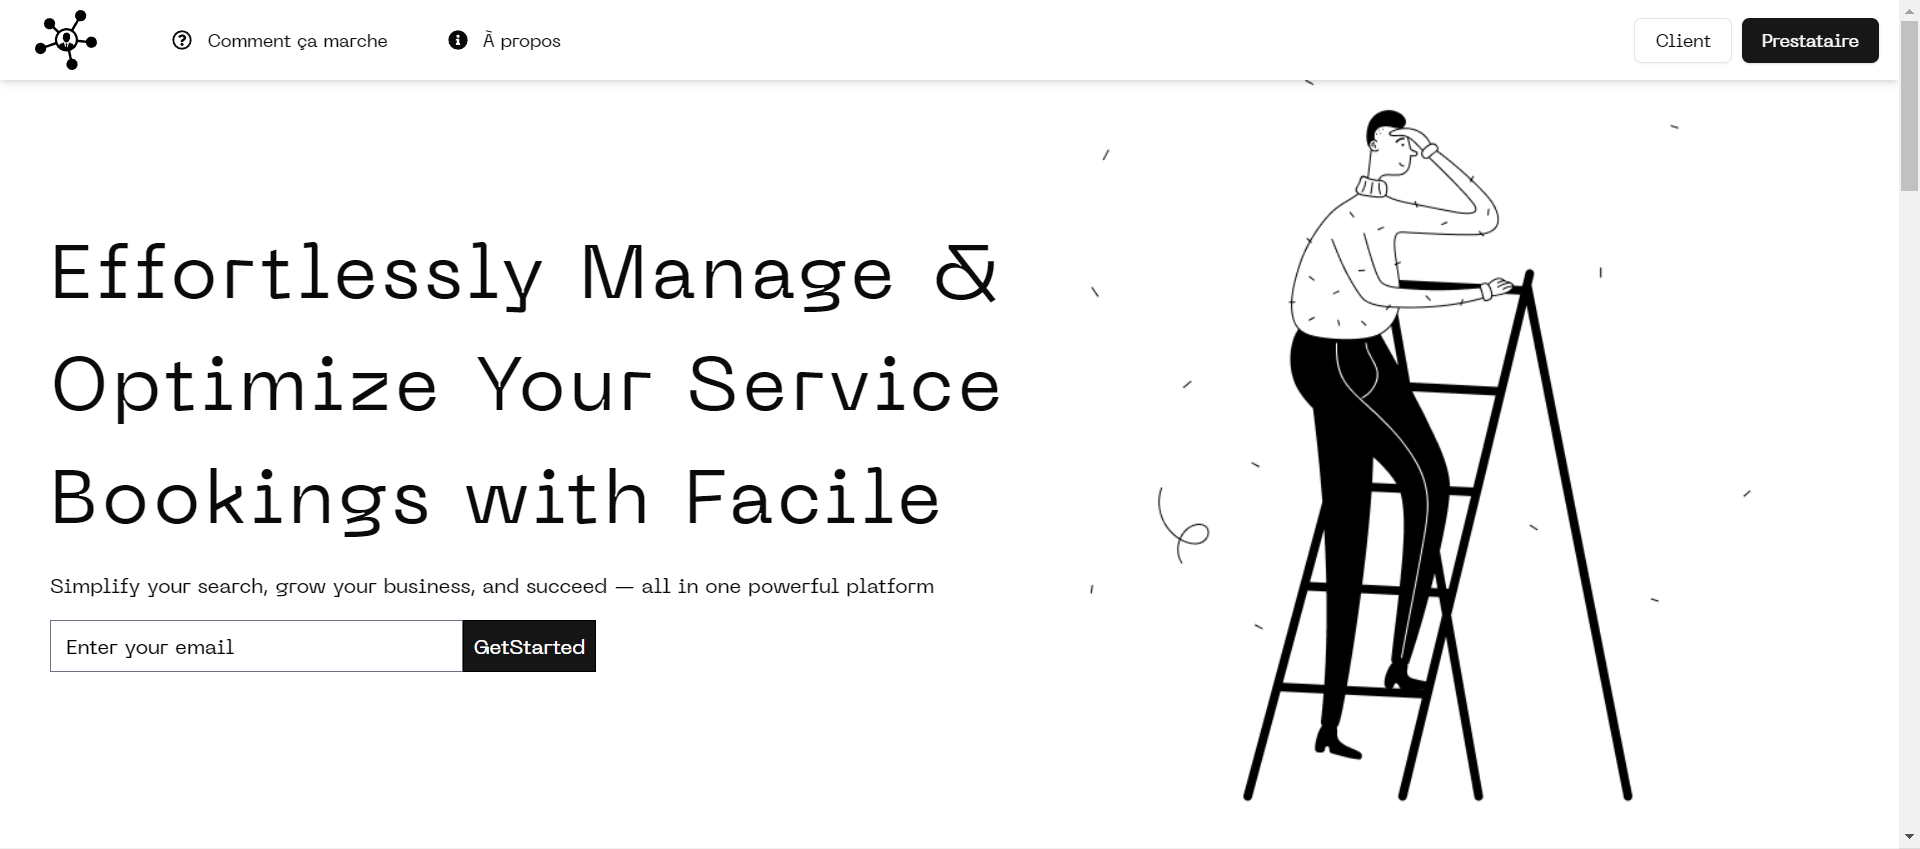 Comment ça marche
À propos
Client
Prestataire
Effortlessly Manage &
Optimize Your Service
Bookings with Facile
Simplify your search, grow your business, and succeed — all in one powerful platform
Enter your email
GetStarted